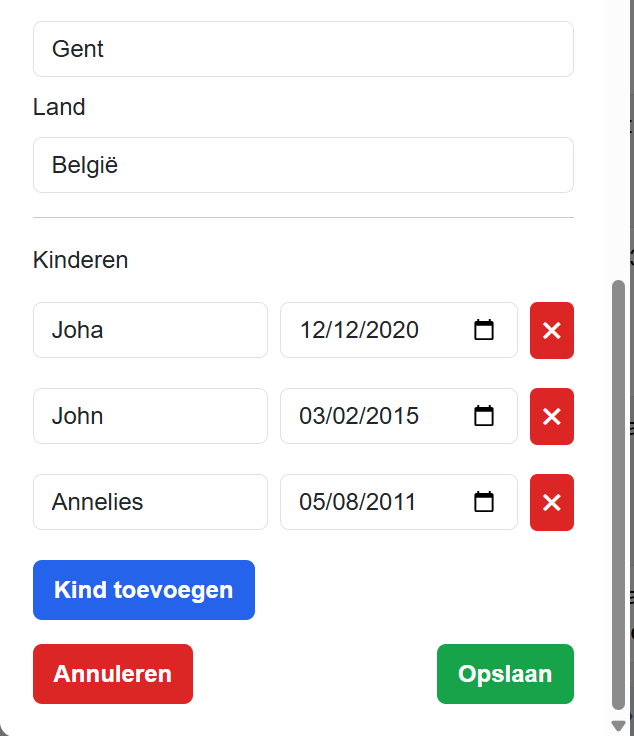 Gent
Land
België
Kinderen
Joha 12/12/2020
John 03/02/2015
Annelies 05/08/2011
Kind toevoegen
Annuleren Opslaan